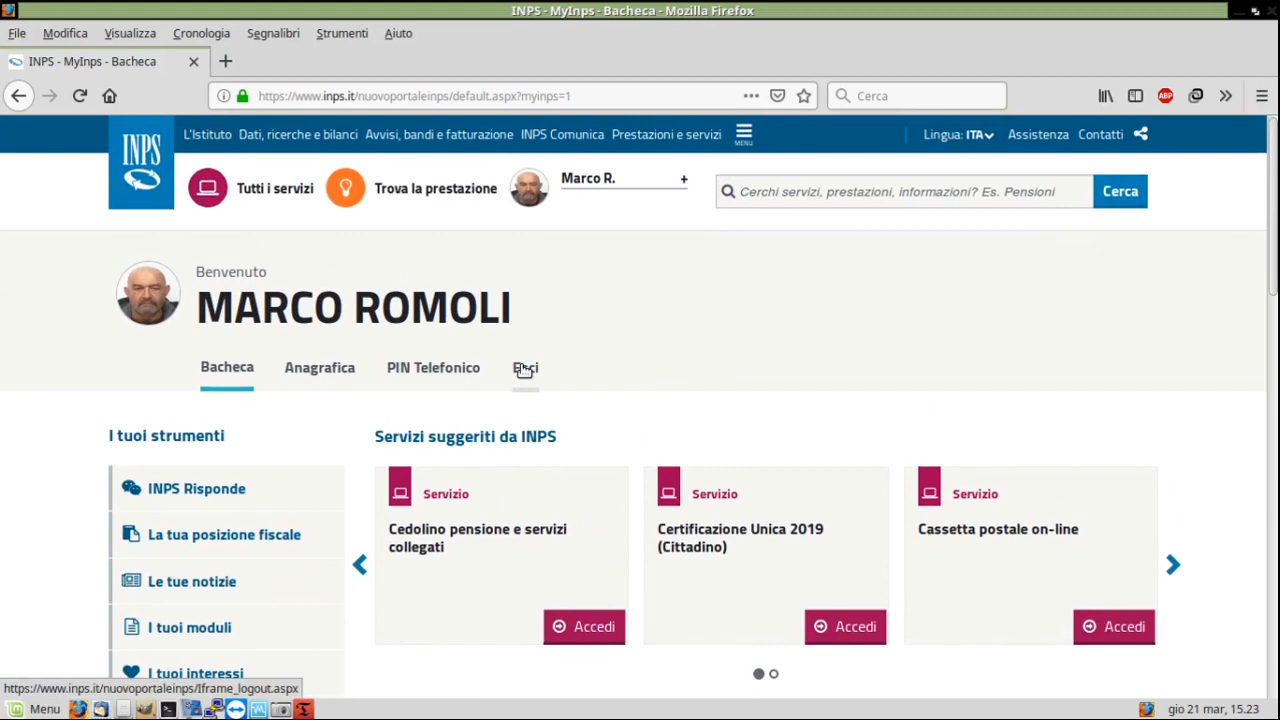 INPS - MyInps - Bacheca - Mozilla Firefox
File Modifica Visualizza Cronologia Segnalibri Strumenti Aiuto
INPS - MyInps - Bacheca
https://www.inps.it/nuovoportaleinps/default.aspx?myinps=1
Cerca
ABP
INPS
L'Istituto Dati, ricerche e bilanci Avvisi, bandi e fatturazione INPS Comunica Prestazioni e servizi
MENU
Lingua: ITA Assistenza Contatti
Tutti i servizi Trova la prestazione Marco R. +
Cerchi servizi, prestazioni, informazioni? Es. Pensioni
Cerca
Benvenuto
MARCO ROMOLI
Bacheca Anagrafica PIN Telefonico
I tuoi strumenti
INPS Risponde
La tua posizione fiscale
Le tue notizie
I tuoi moduli
I tuoi interessi
Servizi suggeriti da INPS
Servizio
Cedolino pensione e servizi
collegati
Accedi
Servizio
Certificazione Unica 2019
(Cittadino)
Accedi
Servizio
Cassetta postale on-line
Accedi
https://www.inps.it/nuovoportaleinps/Iframe_logout.aspx
Menu
gio 21 mar, 15.23